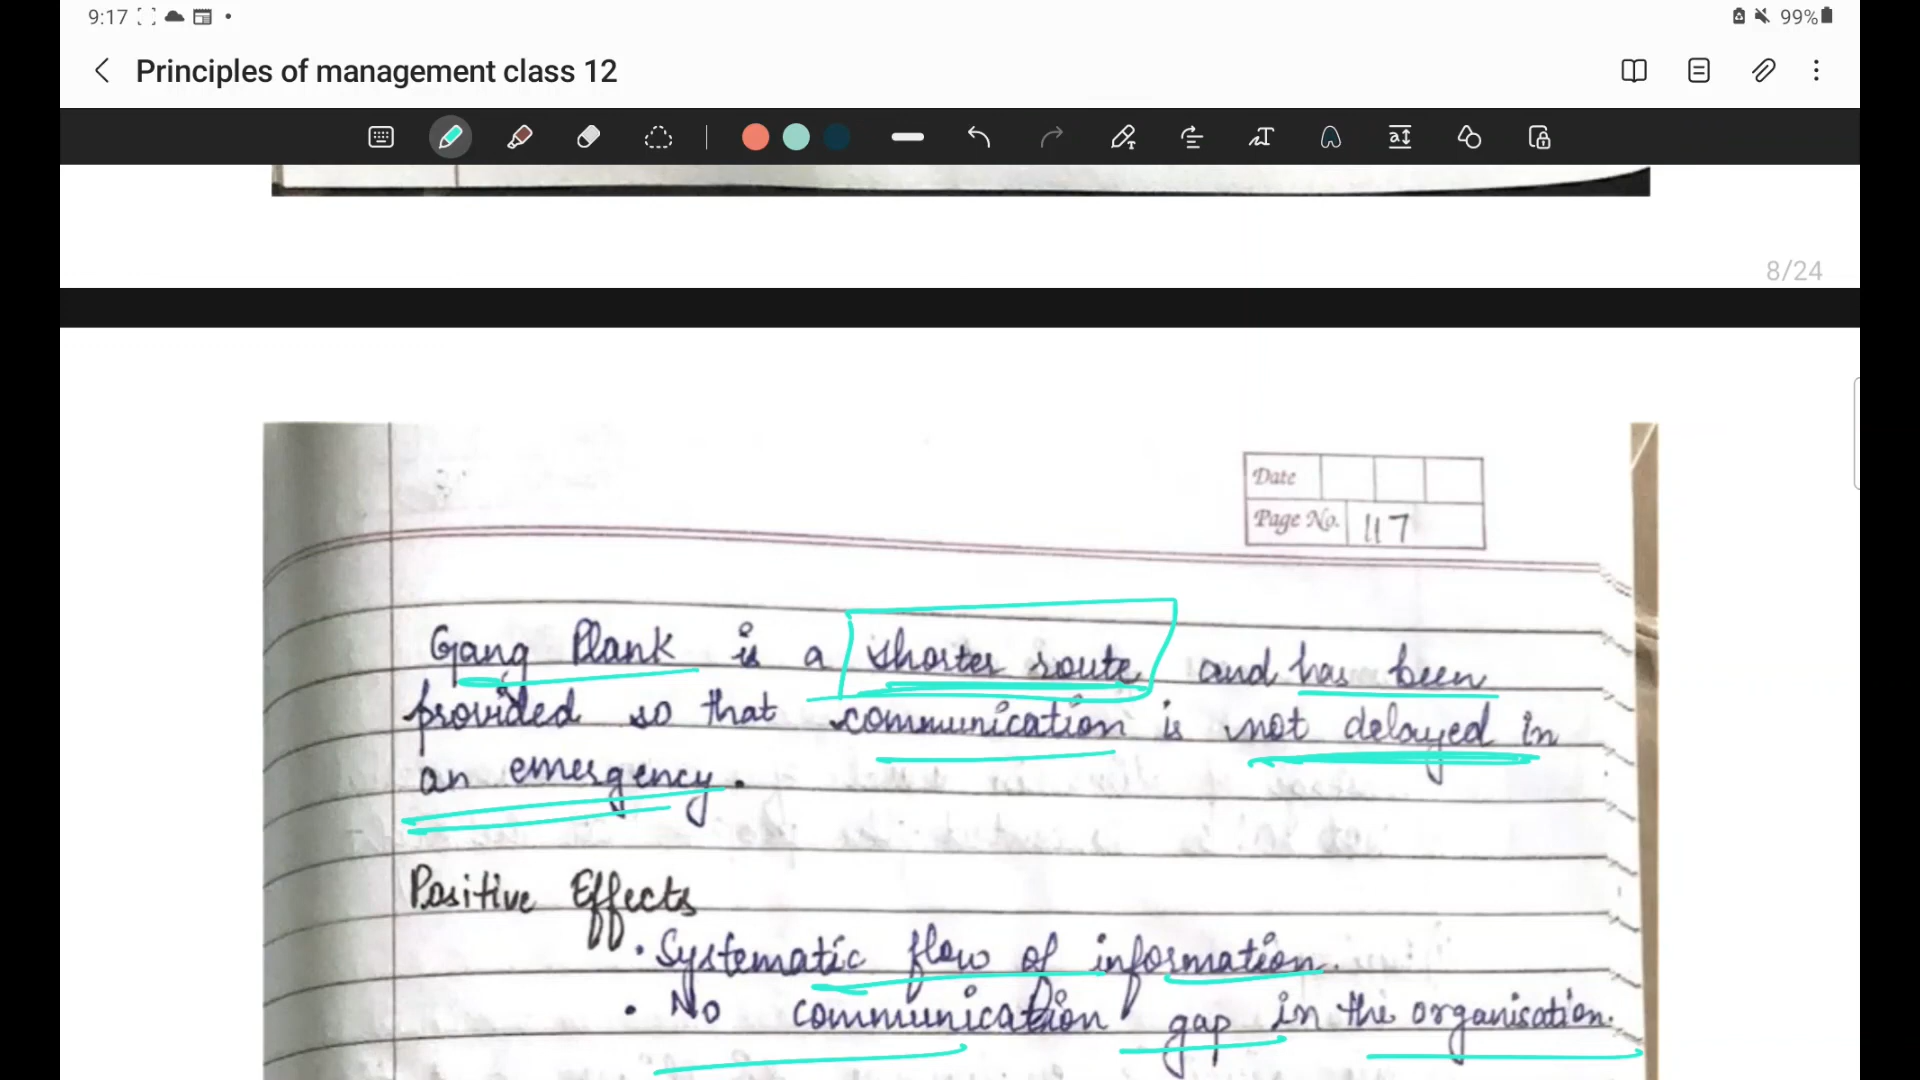 9:17
99%
Principles of management class 12
8/24
Date
Page No. 117
Gang Plank is a shorter route and has been
provided so that communication is not delayed in
an emergency.
Positive Effects
• Systematic flow of information.
• No communication gap in the organisation.